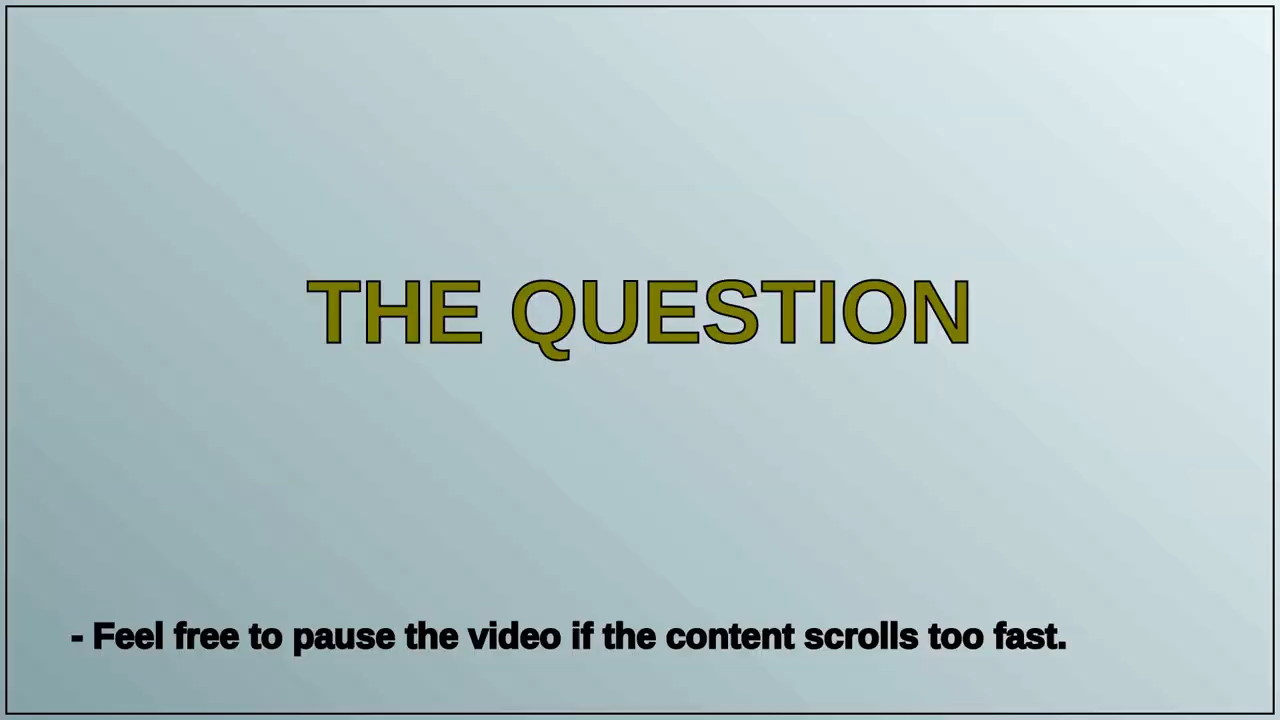 THE QUESTION
- Feel free to pause the video if the content scrolls too fast.